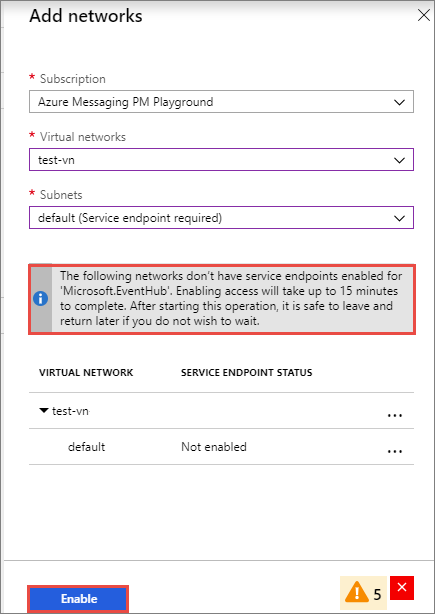 Add networks
* Subscription
Azure Messaging PM Playground
* Virtual networks
test-vn
* Subnets
default (Service endpoint required)
The following networks don't have service endpoints enabled for
'Microsoft.EventHub'. Enabling access will take up to 15 minutes
to complete. After starting this operation, it is safe to leave and
return later if you do not wish to wait.
VIRTUAL NETWORK SERVICE ENDPOINT STATUS
test-vn ...
default Not enabled ...
Enable 5